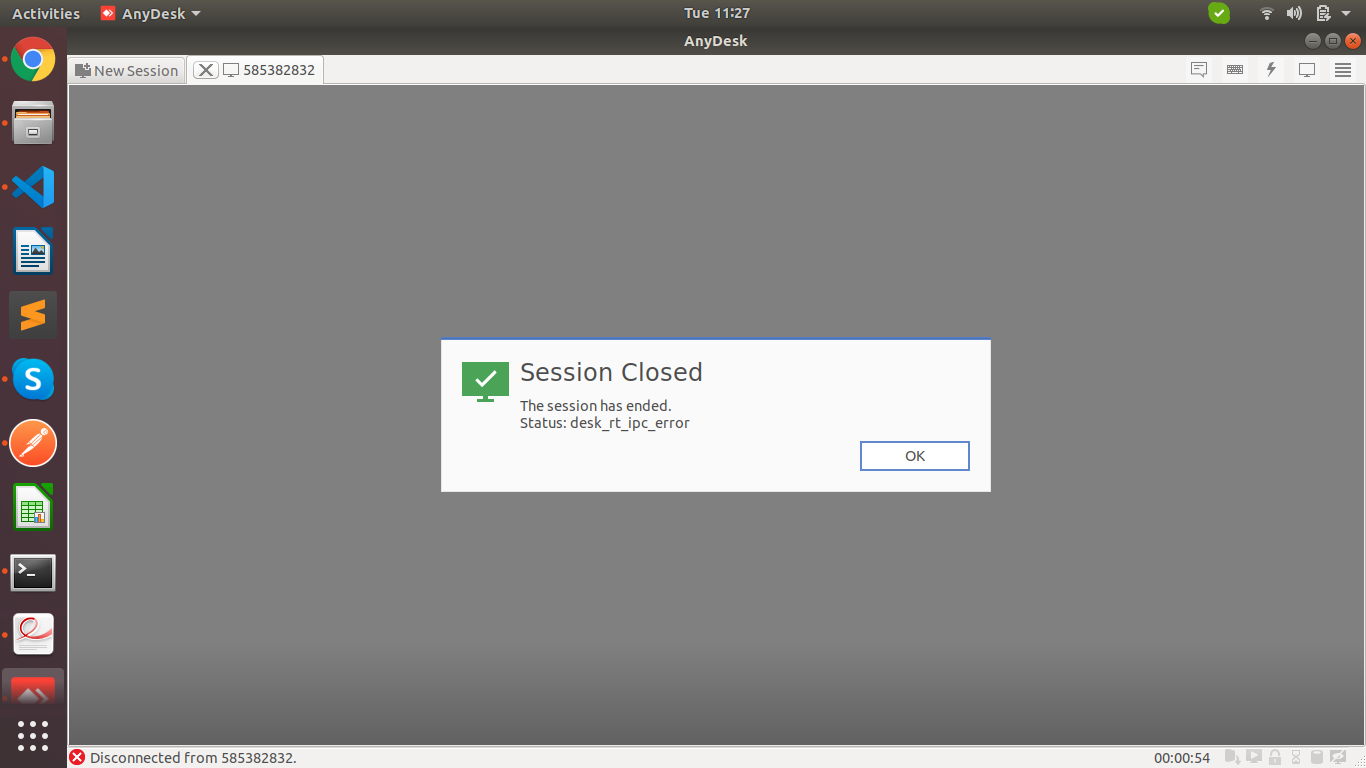 Activities
AnyDesk
Tue 11:27
AnyDesk
New Session
585382832
Session Closed
The session has ended.
Status: desk_rt_ipc_error
OK
Disconnected from 585382832.
00:00:54